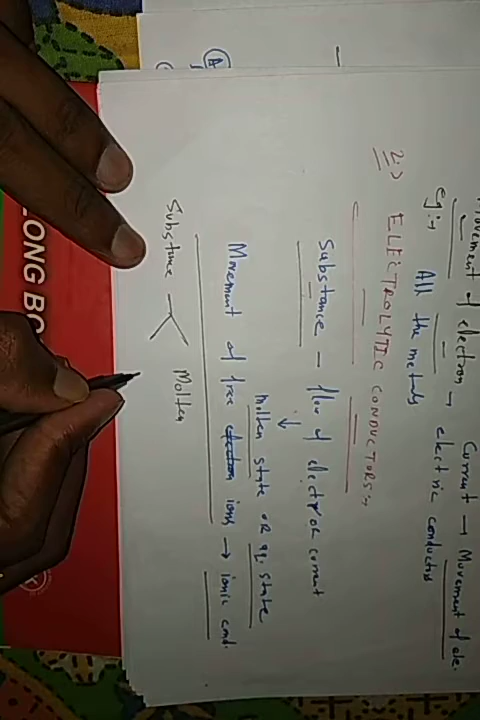 Current → Movement of ele.
Movement of electron → electric conductors
eg:→ All the metals
2:> ELECTROLYTIC CONDUCTORS:→
Substance → flow of electric current
↓
Molten state or aq. state
Movement of free ions → ionic cond.
Substance
Molten
LONG BO
A